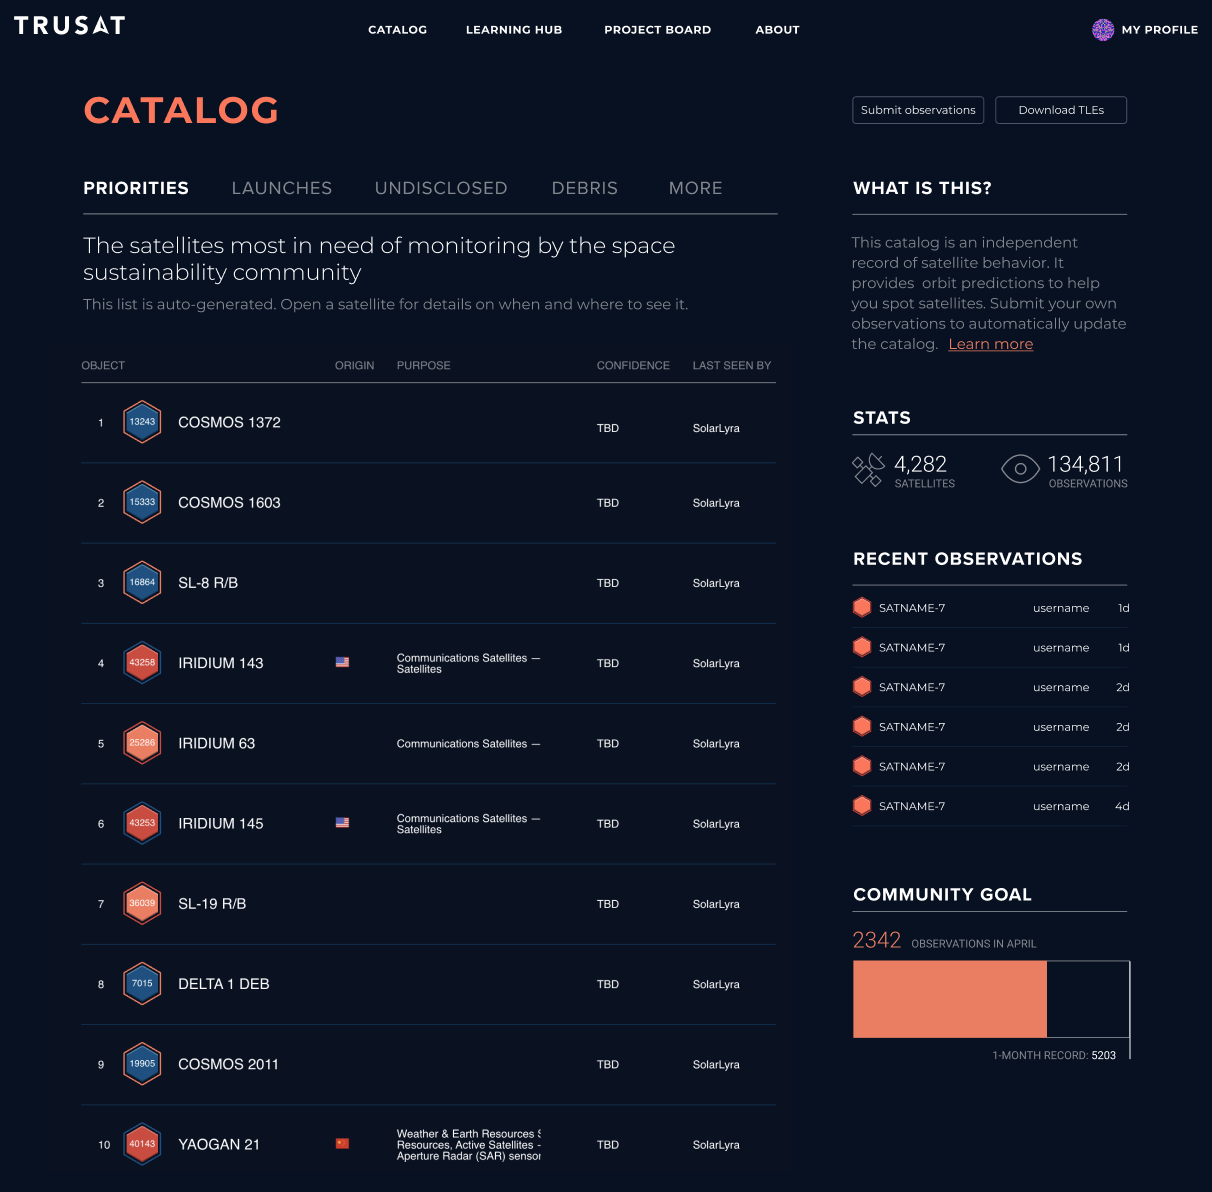 TRUSAT
CATALOG LEARNING HUB PROJECT BOARD ABOUT MY PROFILE
CATALOG
Submit observations Download TLEs
PRIORITIES LAUNCHES UNDISCLOSED DEBRIS MORE
The satellites most in need of monitoring by the space
sustainability community
This list is auto-generated. Open a satellite for details on when and where to see it.
OBJECT ORIGIN PURPOSE CONFIDENCE LAST SEEN BY
1 13243 COSMOS 1372 TBD SolarLyra
2 15333 COSMOS 1603 TBD SolarLyra
3 16864 SL-8 R/B TBD SolarLyra
4 43258 IRIDIUM 143 Communications Satellites —
Satellites TBD SolarLyra
5 25286 IRIDIUM 63 Communications Satellites — TBD SolarLyra
6 43253 IRIDIUM 145 Communications Satellites —
Satellites TBD SolarLyra
7 36039 SL-19 R/B TBD SolarLyra
8 7015 DELTA 1 DEB TBD SolarLyra
9 19905 COSMOS 2011 TBD SolarLyra
10 40143 YAOGAN 21 Weather & Earth Resources
Resources, Active Satellites -
Aperture Radar (SAR) TBD SolarLyra
WHAT IS THIS?
This catalog is an independent
record of satellite behavior. It
provides orbit predictions to help
you spot satellites. Submit your own
observations to automatically update
the catalog. Learn more
STATS
4,282 134,811
SATELLITES OBSERVATIONS
RECENT OBSERVATIONS
SATNAME-7 username 1d
SATNAME-7 username 1d
SATNAME-7 username 2d
SATNAME-7 username 2d
SATNAME-7 username 2d
SATNAME-7 username 4d
COMMUNITY GOAL
2342 OBSERVATIONS IN APRIL
1-MONTH RECORD: 5203